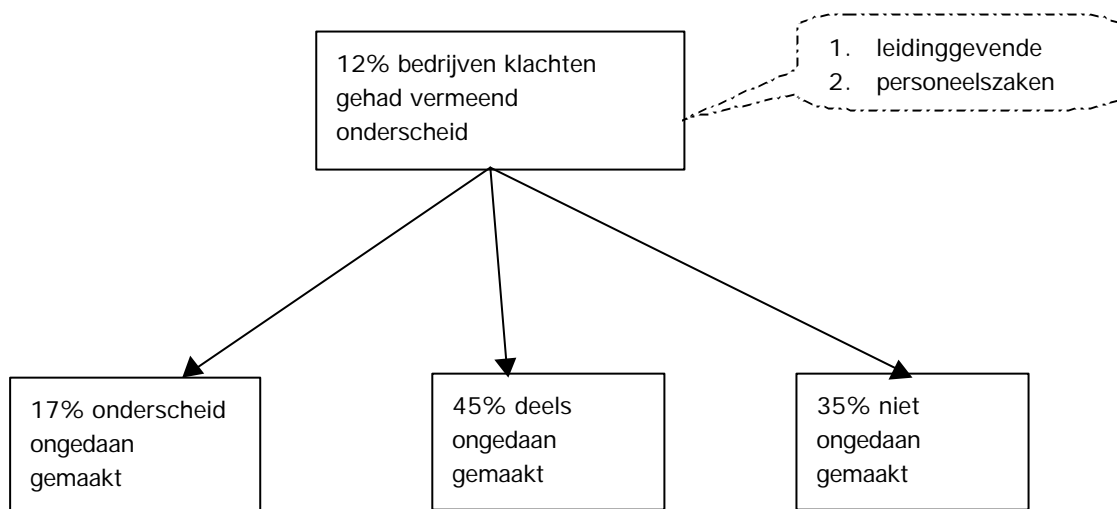 12% bedrijven klachten
gehad vermeend
onderscheid
1. leidinggevende
2. personeelszaken
17% onderscheid
ongedaan
gemaakt
45% deels
ongedaan
gemaakt
35% niet
ongedaan
gemaakt